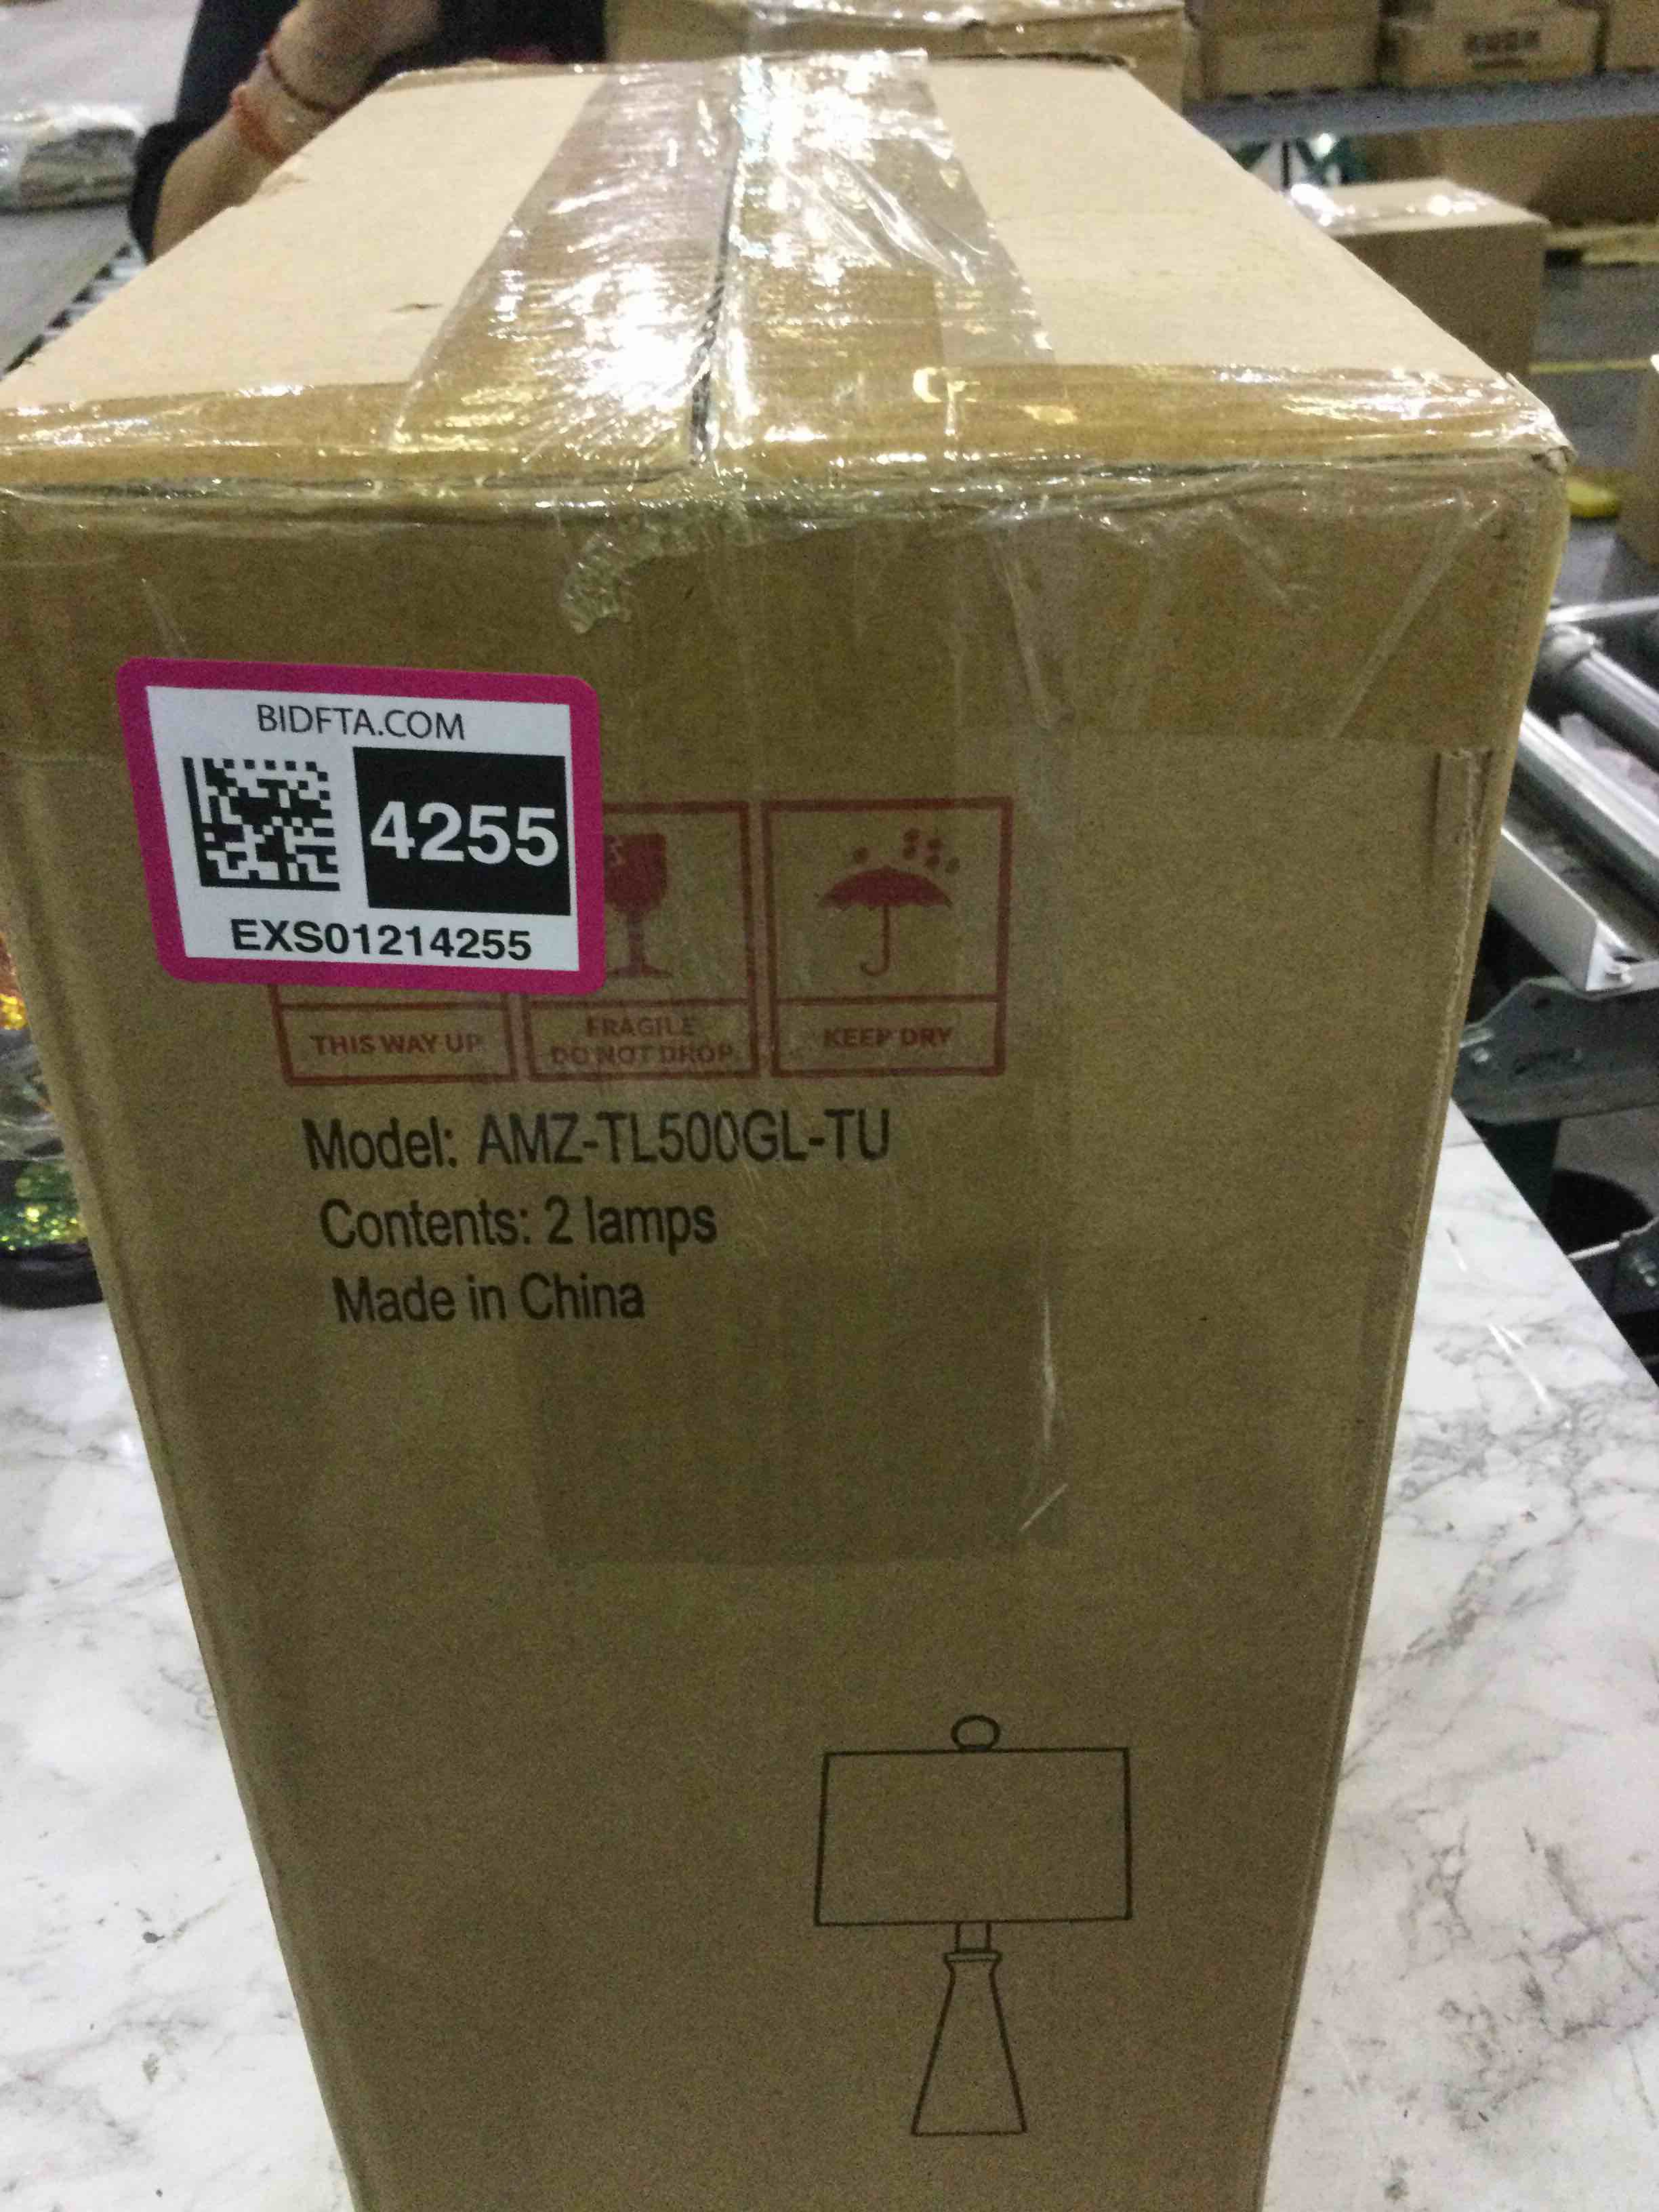 BIDFTA.COM
4255
EXS01214255
THIS WAY UP
FRAGILE
DO NOT DROP
KEEP DRY
Model: AMZ-TL500GL-TU
Contents: 2 lamps
Made in China